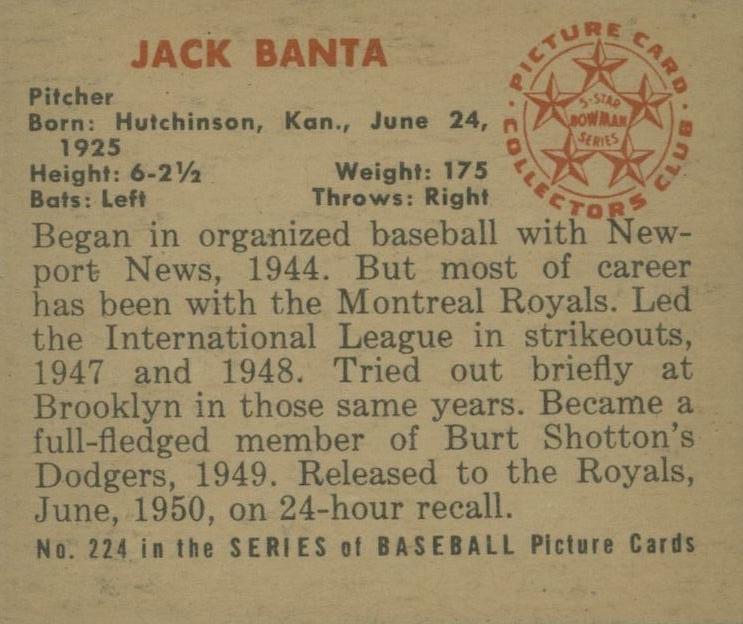 JACK BANTA
PICTURE CARD
COLLECTORS CLUB
5-STAR
BOWMAN
SERIES
Pitcher
Born: Hutchinson, Kan., June 24,
1925
Height: 6-2½ Weight: 175
Bats: Left Throws: Right
Began in organized baseball with New-
port News, 1944. But most of career
has been with the Montreal Royals. Led
the International League in strikeouts,
1947 and 1948. Tried out briefly at
Brooklyn in those same years. Became a
full-fledged member of Burt Shotton's
Dodgers, 1949. Released to the Royals,
June, 1950, on 24-hour recall.
No. 224 in the SERIES of BASEBALL Picture Cards